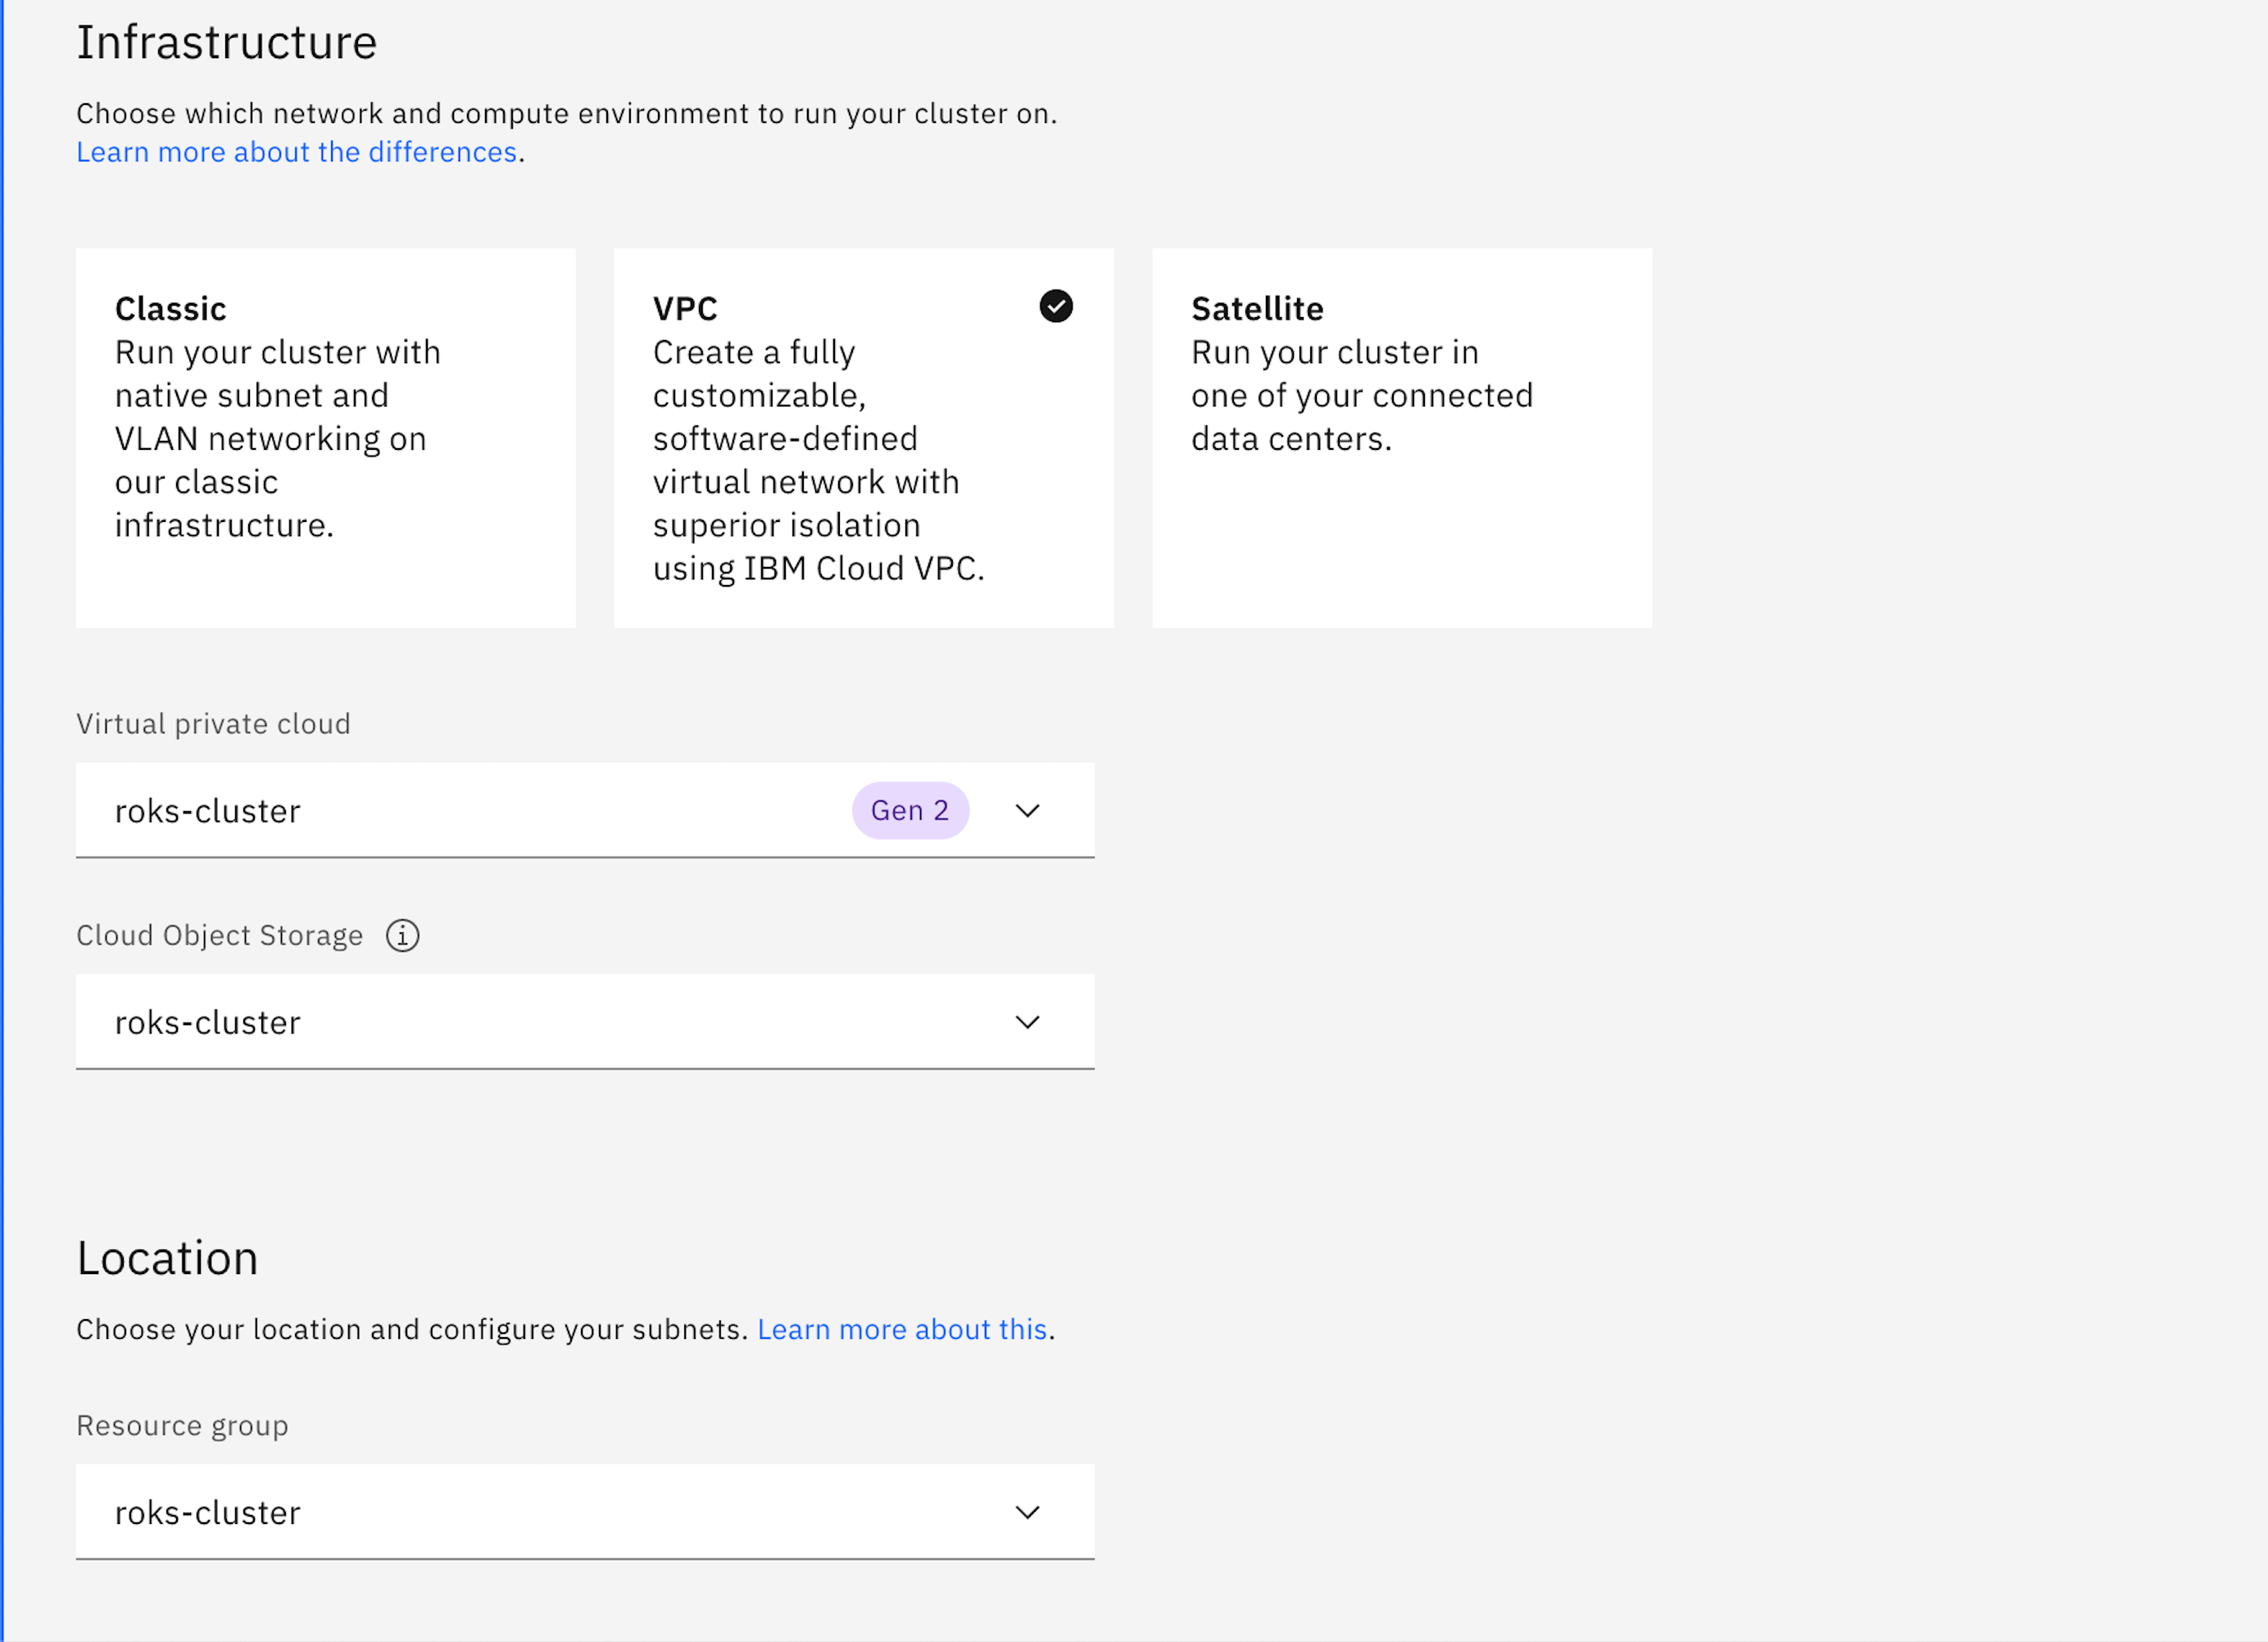 Infrastructure
Choose which network and compute environment to run your cluster on.
Learn more about the differences.
Classic
Run your cluster with
native subnet and
VLAN networking on
our classic
infrastructure.
VPC
Create a fully
customizable,
software-defined
virtual network with
superior isolation
using IBM Cloud VPC.
Satellite
Run your cluster in
one of your connected
data centers.
Virtual private cloud
roks-cluster Gen 2
Cloud Object Storage
roks-cluster
Location
Choose your location and configure your subnets. Learn more about this.
Resource group
roks-cluster